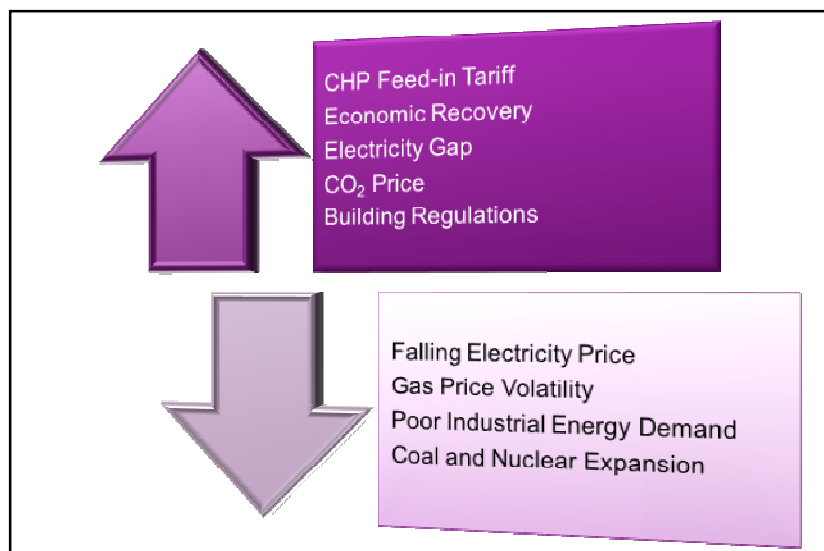 CHP Feed-in Tariff
Economic Recovery
Electricity Gap
CO₂ Price
Building Regulations
Falling Electricity Price
Gas Price Volatility
Poor Industrial Energy Demand
Coal and Nuclear Expansion